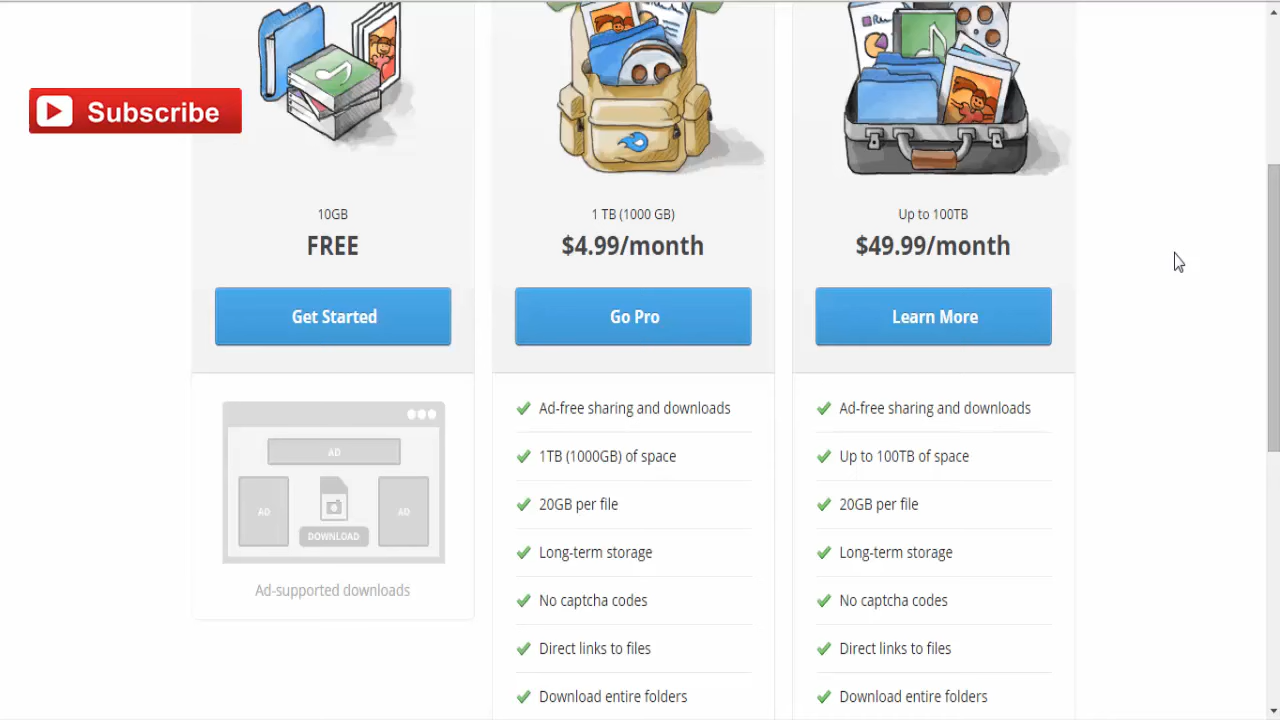 Subscribe
10GB
FREE
Get Started
AD
AD
AD
DOWNLOAD
Ad-supported downloads
1 TB (1000 GB)
$4.99/month
Go Pro
Ad-free sharing and downloads
1TB (1000GB) of space
20GB per file
Long-term storage
No captcha codes
Direct links to files
Download entire folders
Up to 100TB
$49.99/month
Learn More
Ad-free sharing and downloads
Up to 100TB of space
20GB per file
Long-term storage
No captcha codes
Direct links to files
Download entire folders